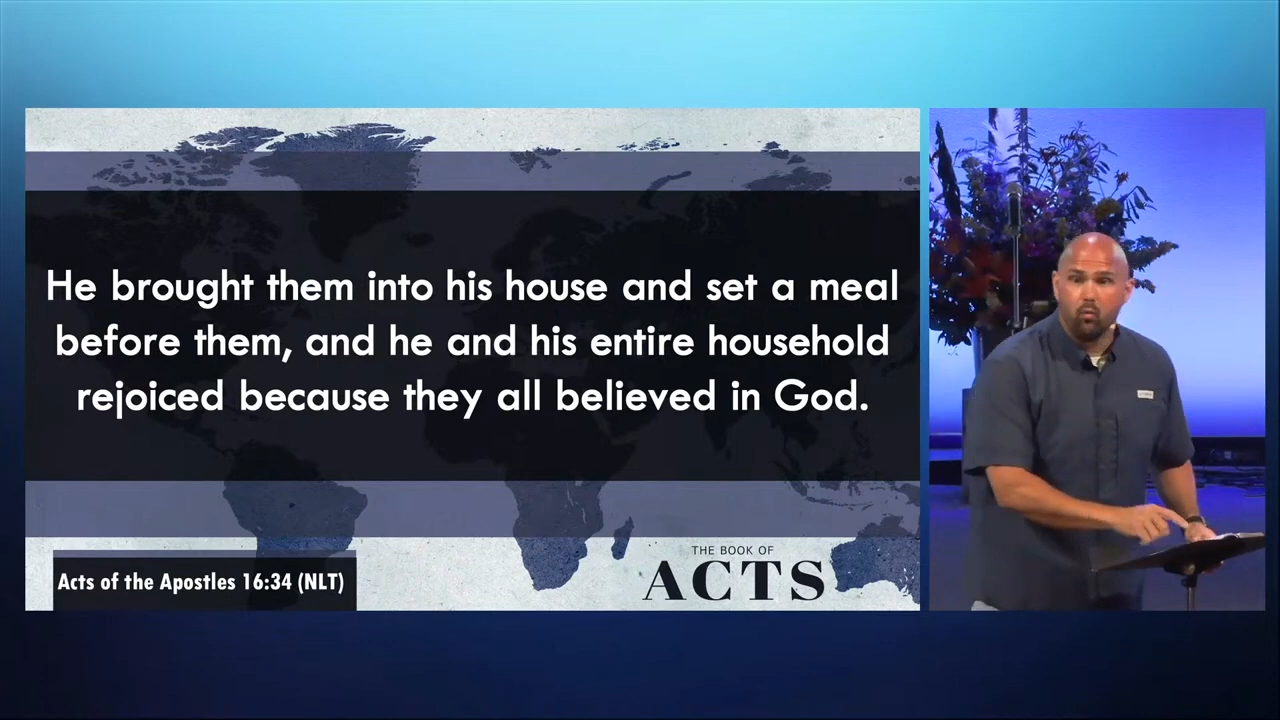 He brought them into his house and set a meal
before them, and he and his entire household
rejoiced because they all believed in God.
Acts of the Apostles 16:34 (NLT)
THE BOOK OF
ACTS